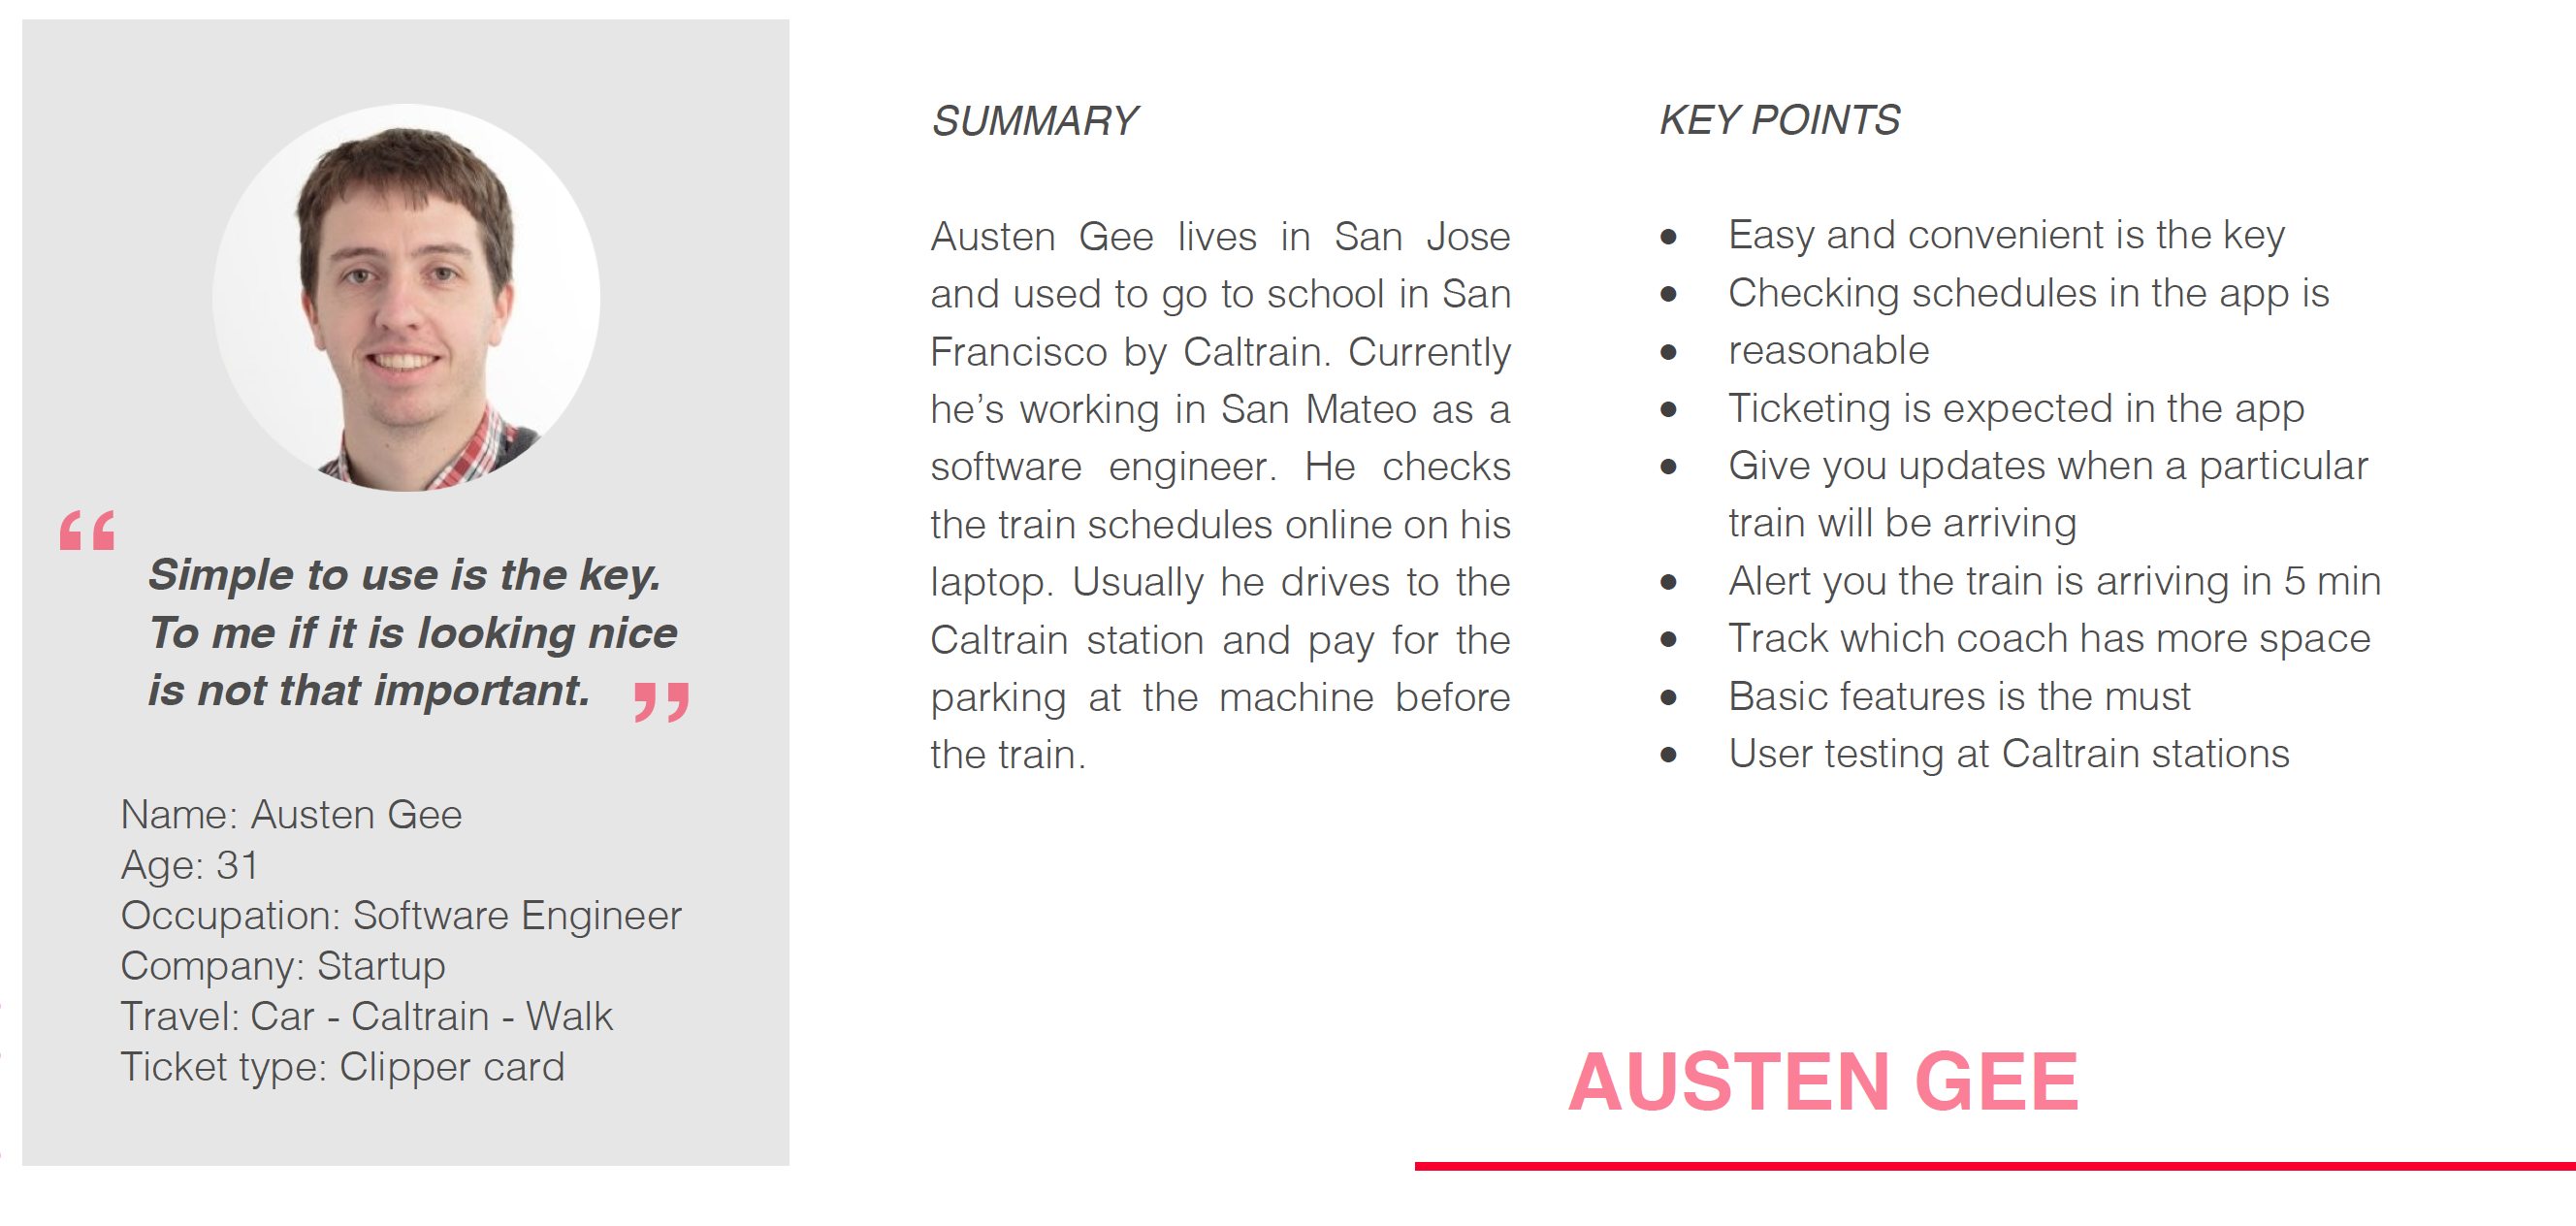 “
Simple to use is the key.
To me if it is looking nice
is not that important. ”
Name: Austen Gee
Age: 31
Occupation: Software Engineer
Company: Startup
Travel: Car - Caltrain - Walk
Ticket type: Clipper card
SUMMARY
Austen Gee lives in San Jose
and used to go to school in San
Francisco by Caltrain. Currently
he’s working in San Mateo as a
software engineer. He checks
the train schedules online on his
laptop. Usually he drives to the
Caltrain station and pay for the
parking at the machine before
the train.
KEY POINTS
● Easy and convenient is the key
● Checking schedules in the app is
● reasonable
● Ticketing is expected in the app
● Give you updates when a particular
train will be arriving
● Alert you the train is arriving in 5 min
● Track which coach has more space
● Basic features is the must
● User testing at Caltrain stations
AUSTEN GEE